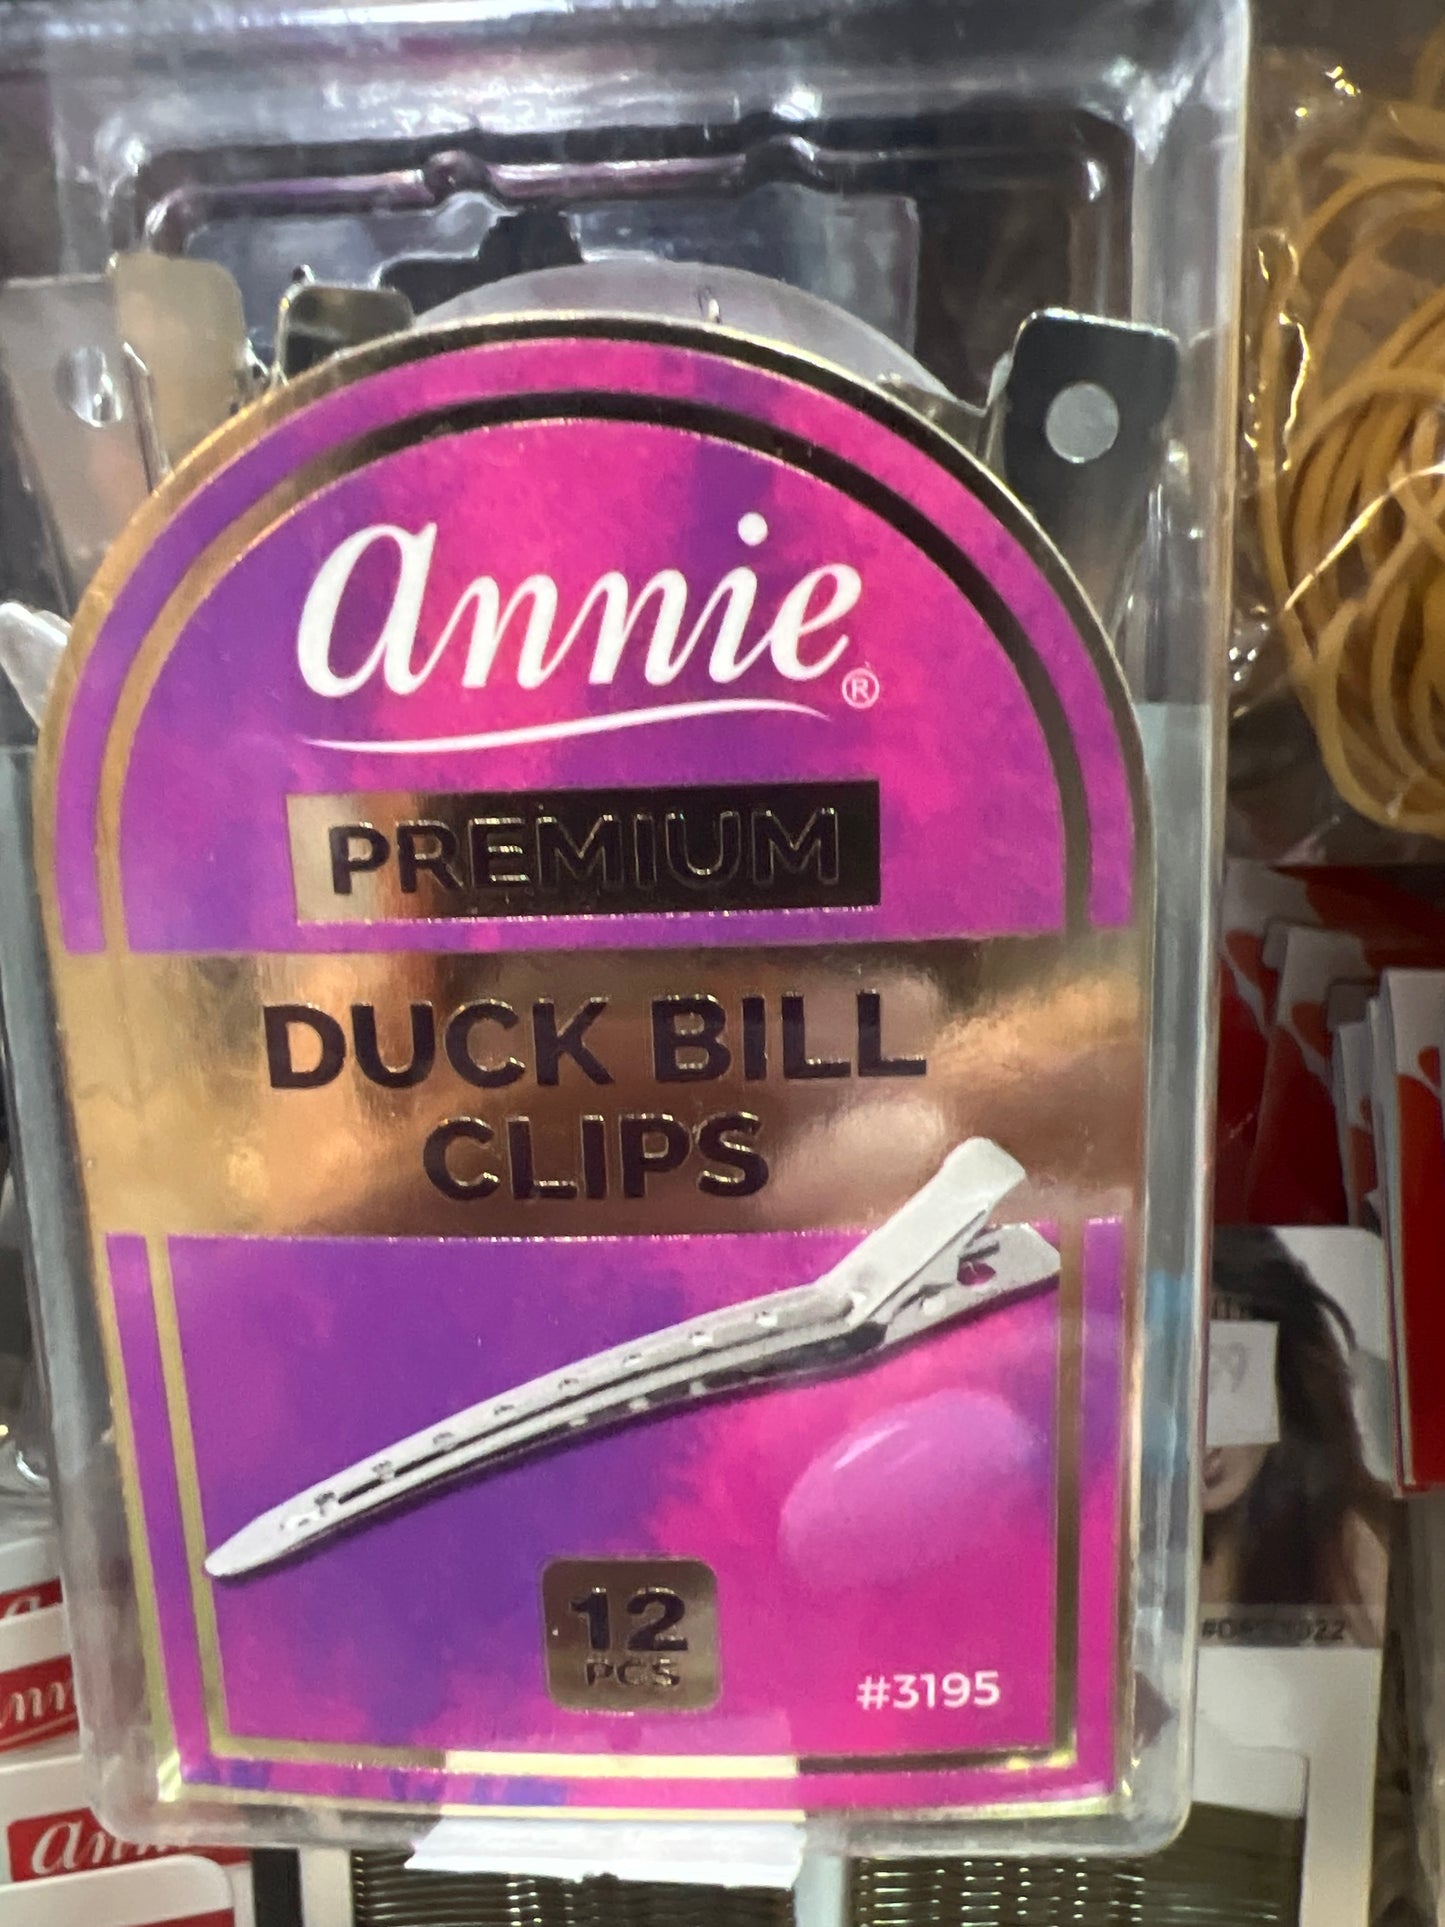 annie®
PREMIUM
DUCK BILL
CLIPS
12
PCS
#3195